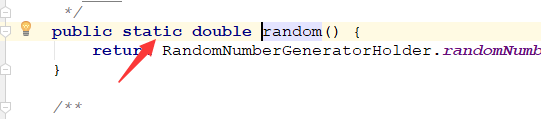 */
public static double random() {
return RandomNumberGeneratorHolder.randomNumb
}
/**